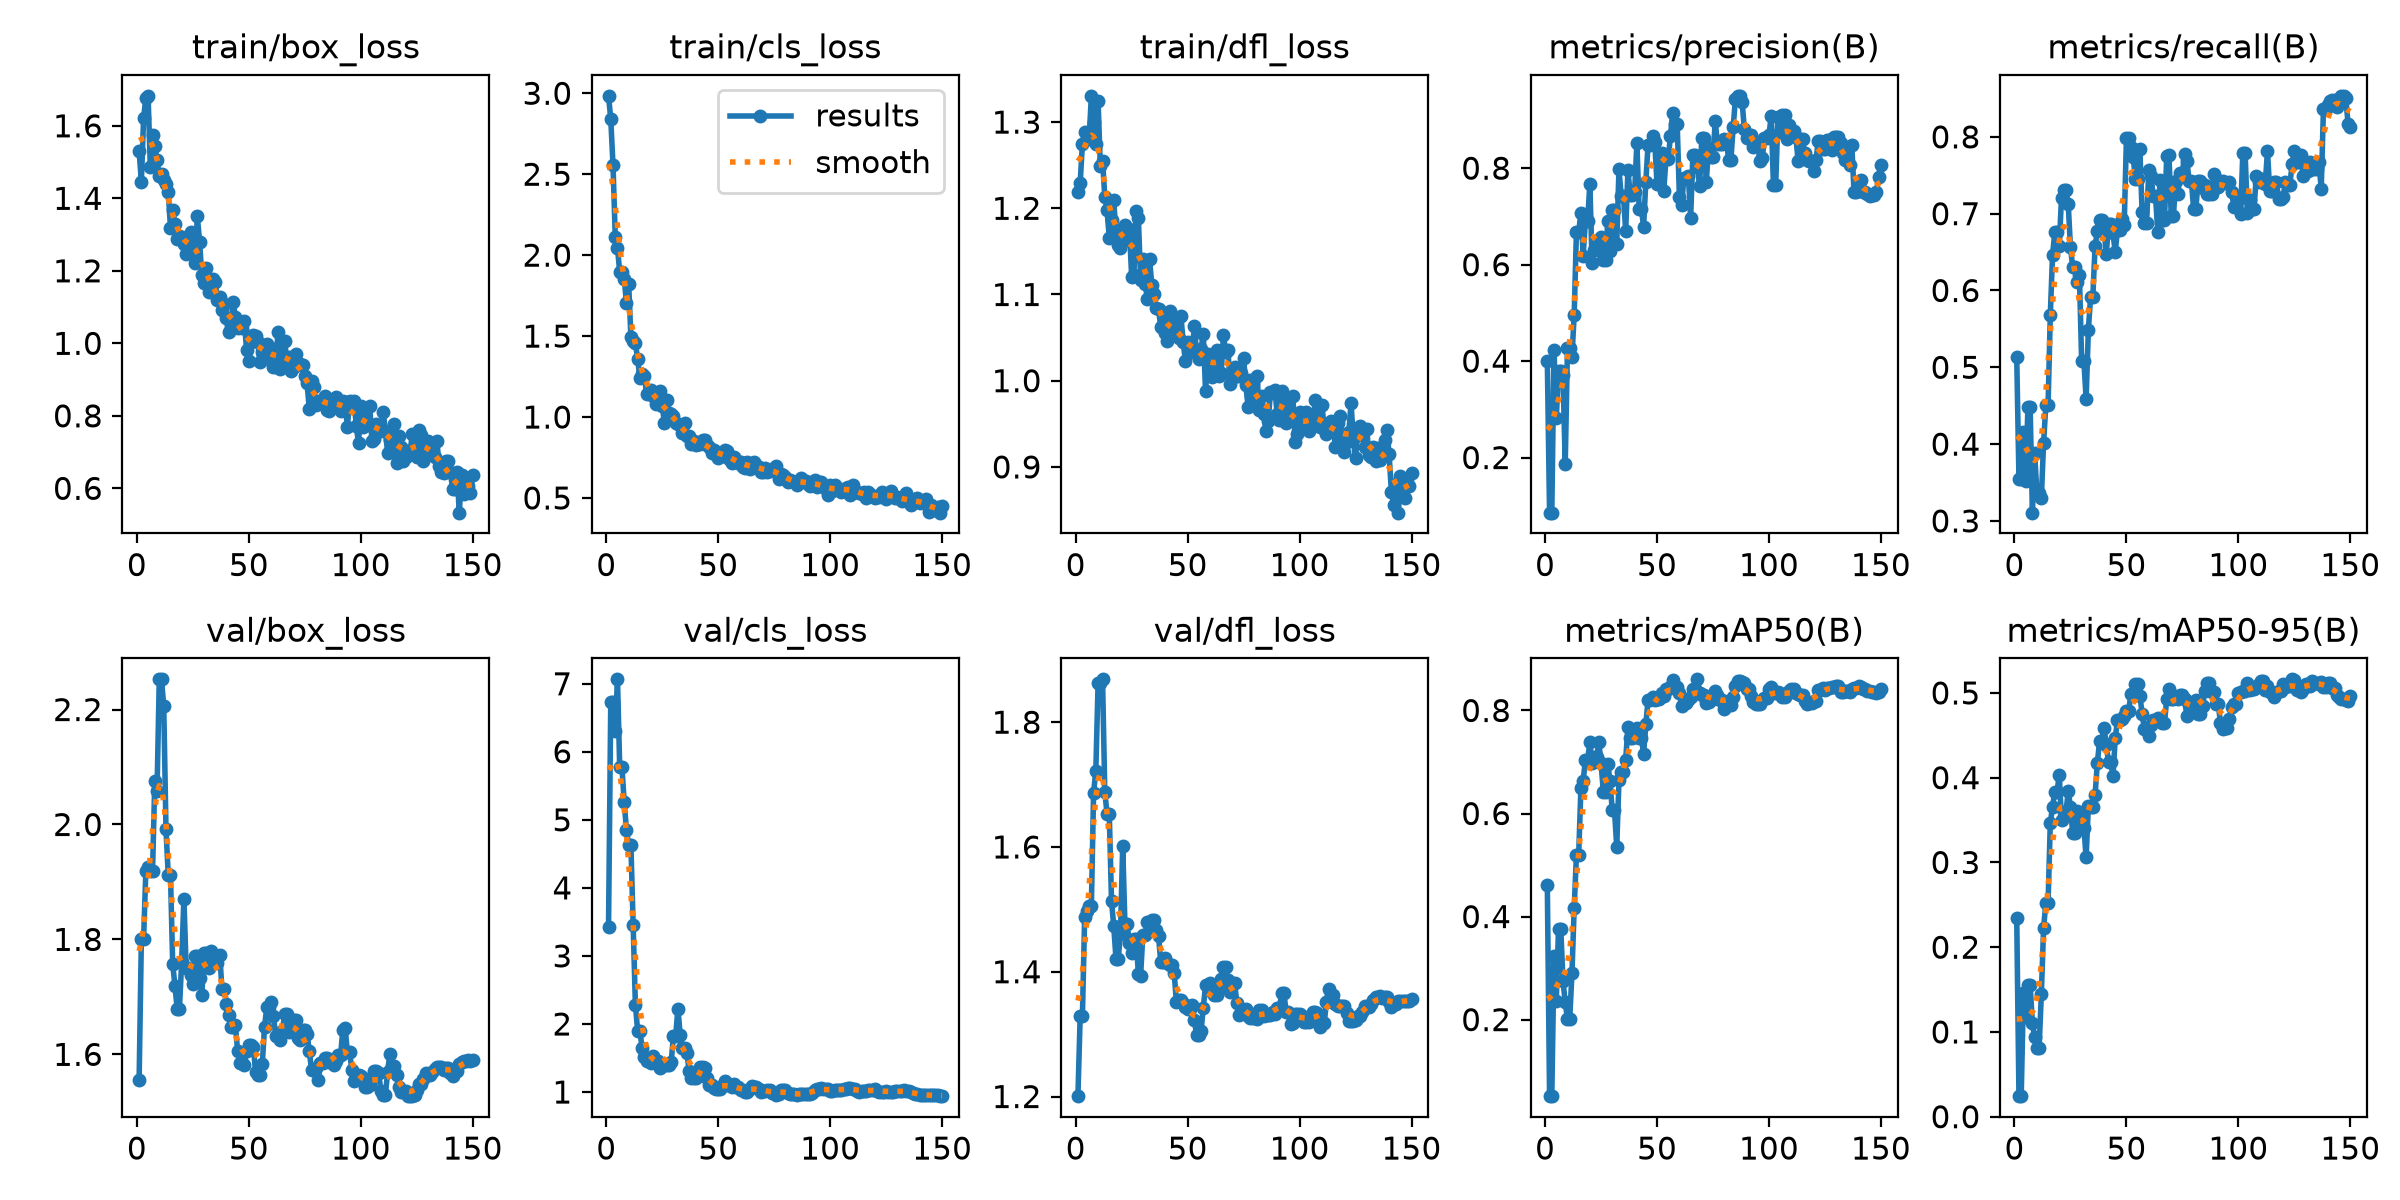 train/box_loss
1.6
1.4
1.2
1.0
0.8
0.6
0 50 100 150
train/cls_loss
results
smooth
3.0
2.5
2.0
1.5
1.0
0.5
0 50 100 150
train/dfl_loss
1.3
1.2
1.1
1.0
0.9
0 50 100 150
metrics/precision(B)
0.8
0.6
0.4
0.2
0 50 100 150
metrics/recall(B)
0.8
0.7
0.6
0.5
0.4
0.3
0 50 100 150
val/box_loss
2.2
2.0
1.8
1.6
0 50 100 150
val/cls_loss
7
6
5
4
3
2
1
0 50 100 150
val/dfl_loss
1.8
1.6
1.4
1.2
0 50 100 150
metrics/mAP50(B)
0.8
0.6
0.4
0.2
0 50 100 150
metrics/mAP50-95(B)
0.5
0.4
0.3
0.2
0.1
0.0
0 50 100 150